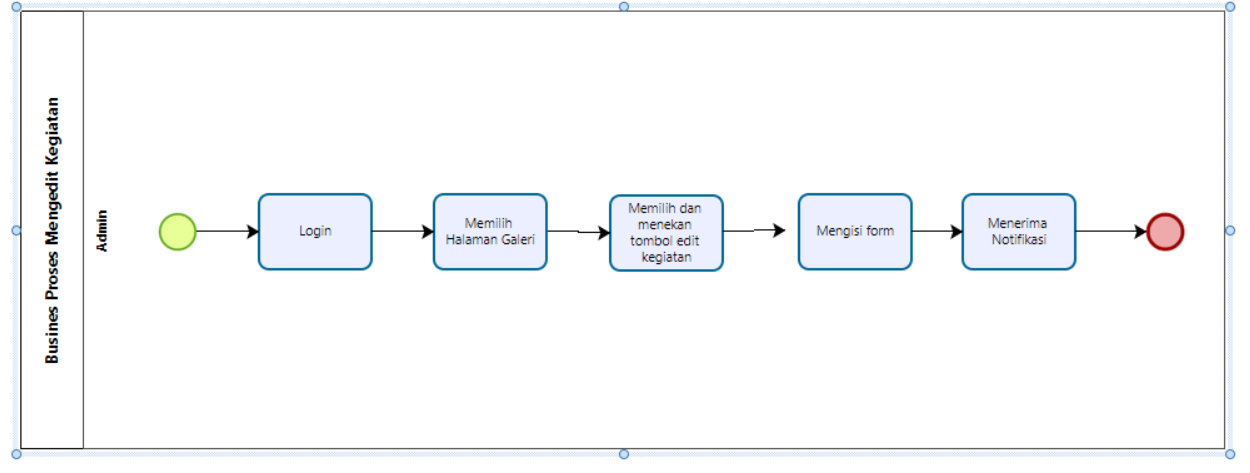 Busines Proses Mengedit Kegiatan
Admin
Login
Memilih
Halaman Galeri
Memilih dan
menekan
tombol edit
kegiatan
Mengisi form
Menerima
Notifikasi